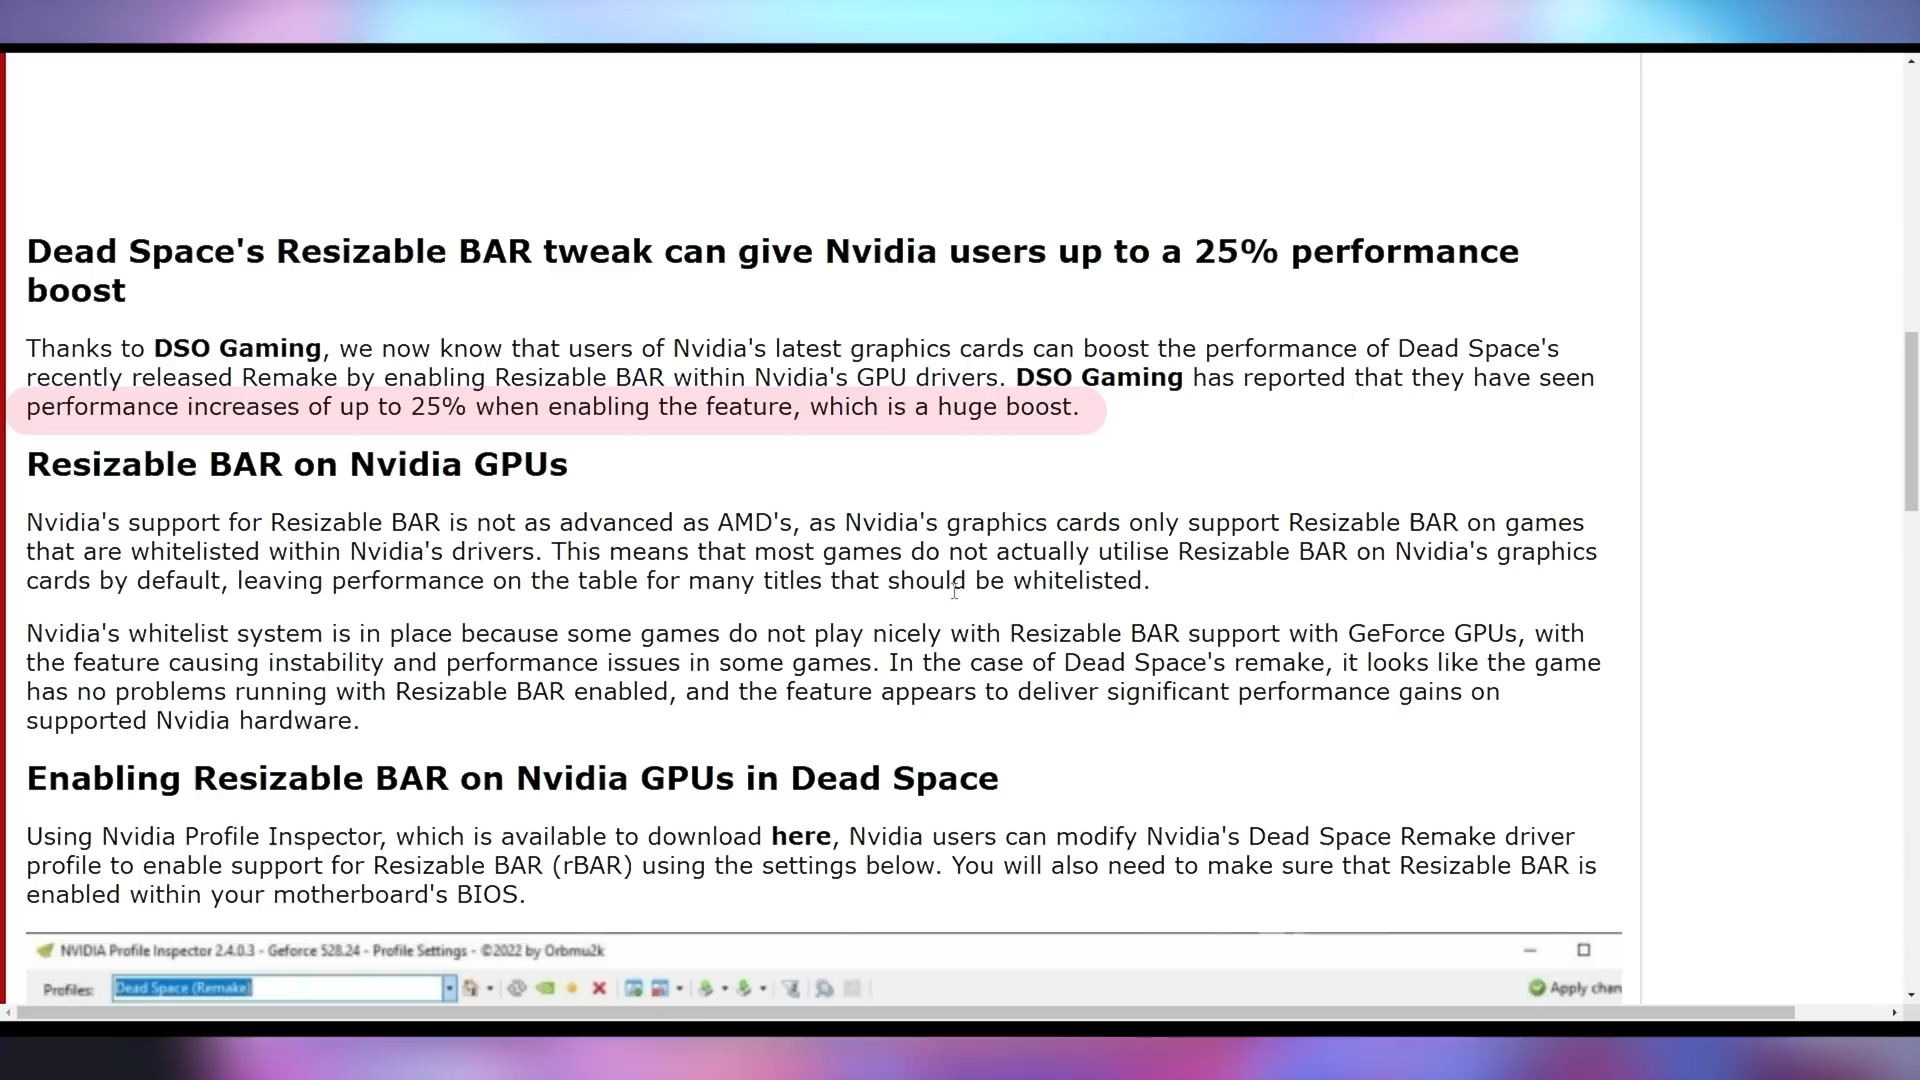 Dead Space's Resizable BAR tweak can give Nvidia users up to a 25% performance
boost
Thanks to DSO Gaming, we now know that users of Nvidia's latest graphics cards can boost the performance of Dead Space's
recently released Remake by enabling Resizable BAR within Nvidia's GPU drivers. DSO Gaming has reported that they have seen
performance increases of up to 25% when enabling the feature, which is a huge boost.
Resizable BAR on Nvidia GPUs
Nvidia's support for Resizable BAR is not as advanced as AMD's, as Nvidia's graphics cards only support Resizable BAR on games
that are whitelisted within Nvidia's drivers. This means that most games do not actually utilise Resizable BAR on Nvidia's graphics
cards by default, leaving performance on the table for many titles that should be whitelisted.
Nvidia's whitelist system is in place because some games do not play nicely with Resizable BAR support with GeForce GPUs, with
the feature causing instability and performance issues in some games. In the case of Dead Space's remake, it looks like the game
has no problems running with Resizable BAR enabled, and the feature appears to deliver significant performance gains on
supported Nvidia hardware.
Enabling Resizable BAR on Nvidia GPUs in Dead Space
Using Nvidia Profile Inspector, which is available to download here, Nvidia users can modify Nvidia's Dead Space Remake driver
profile to enable support for Resizable BAR (rBAR) using the settings below. You will also need to make sure that Resizable BAR is
enabled within your motherboard's BIOS.
NVIDIA Profile Inspector 2.4.0.3 - Geforce 528.24 - Profile Settings - ©2022 by Orbmu2k
Profiles: Dead Space (Remake) Apply chan